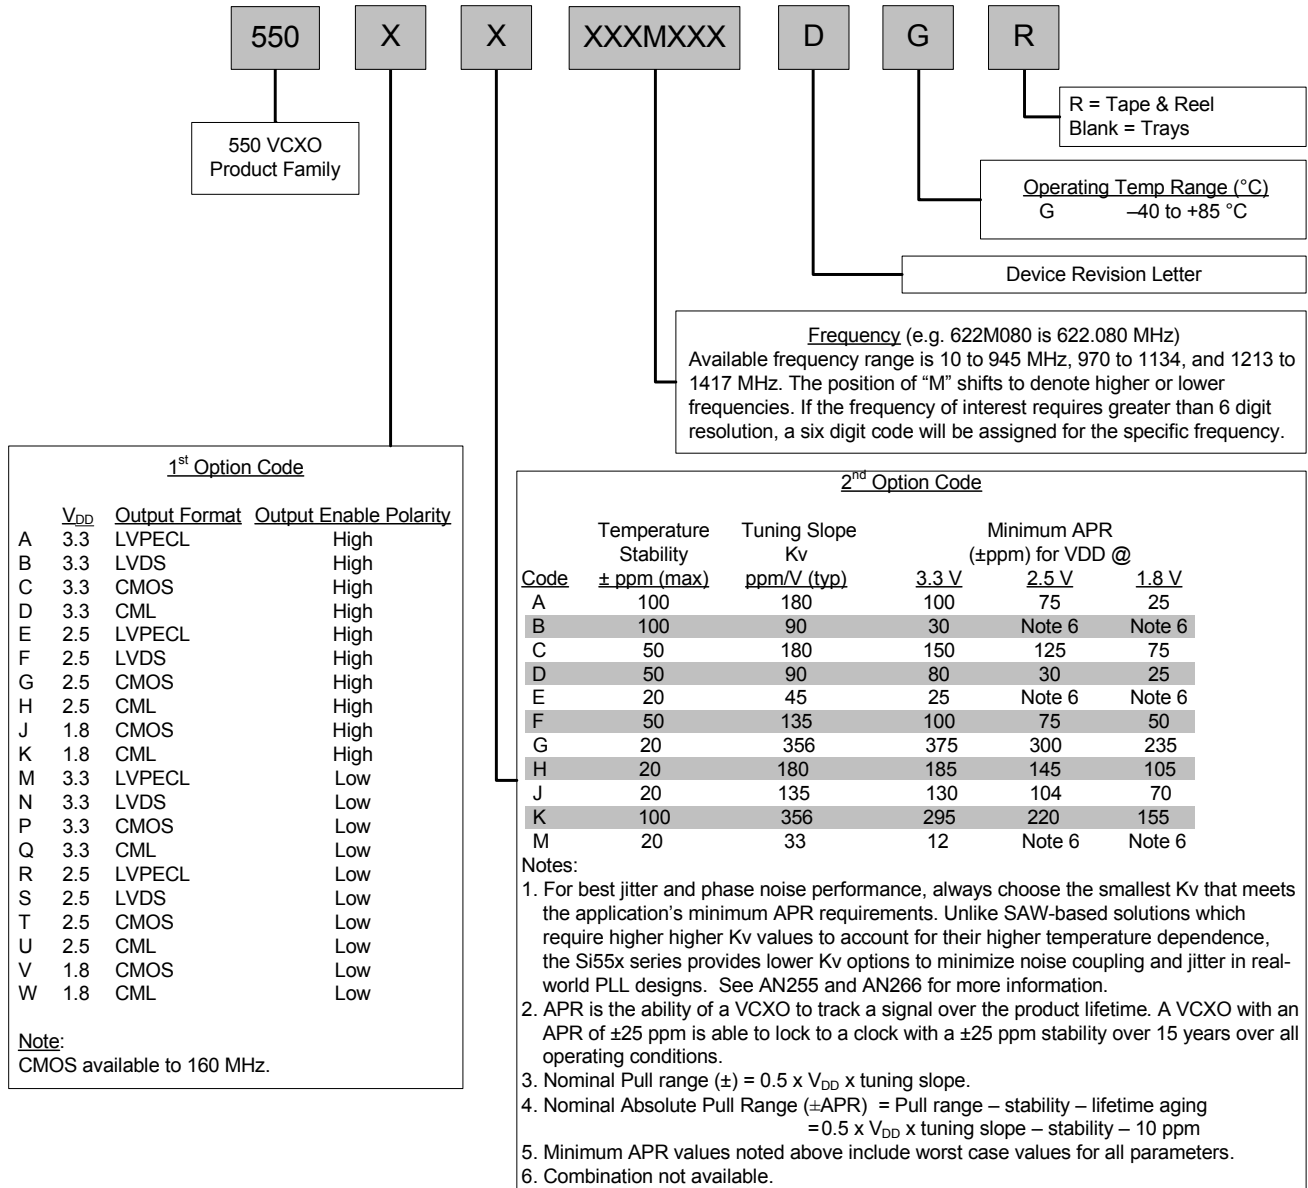 550 X X XXXMXXX D G R
R = Tape & Reel
Blank = Trays
550 VCXO
Product Family
Operating Temp Range (°C)
G –40 to +85 °C
Device Revision Letter
Frequency (e.g. 622M080 is 622.080 MHz)
Available frequency range is 10 to 945 MHz, 970 to 1134, and 1213 to
1417 MHz. The position of “M” shifts to denote higher or lower
frequencies. If the frequency of interest requires greater than 6 digit
resolution, a six digit code will be assigned for the specific frequency.
1st Option Code
VDD Output Format Output Enable Polarity
A 3.3 LVPECL High
B 3.3 LVDS High
C 3.3 CMOS High
D 3.3 CML High
E 2.5 LVPECL High
F 2.5 LVDS High
G 2.5 CMOS High
H 2.5 CML High
J 1.8 CMOS High
K 1.8 CML High
M 3.3 LVPECL Low
N 3.3 LVDS Low
P 3.3 CMOS Low
Q 3.3 CML Low
R 2.5 LVPECL Low
S 2.5 LVDS Low
T 2.5 CMOS Low
U 2.5 CML Low
V 1.8 CMOS Low
W 1.8 CML Low
Note:
CMOS available to 160 MHz.
2nd Option Code
Temperature Tuning Slope Minimum APR
Stability Kv (±ppm) for VDD @
Code ± ppm (max) ppm/V (typ) 3.3 V 2.5 V 1.8 V
A 100 180 100 75 25
B 100 90 30 Note 6 Note 6
C 50 180 150 125 75
D 50 90 80 30 25
E 20 45 25 Note 6 Note 6
F 50 135 100 75 50
G 20 356 375 300 235
H 20 180 185 145 105
J 20 135 130 104 70
K 100 356 295 220 155
M 20 33 12 Note 6 Note 6
Notes:
1. For best jitter and phase noise performance, always choose the smallest Kv that meets
the application’s minimum APR requirements. Unlike SAW-based solutions which
require higher higher Kv values to account for their higher temperature dependence,
the Si55x series provides lower Kv options to minimize noise coupling and jitter in real-
world PLL designs. See AN255 and AN266 for more information.
2. APR is the ability of a VCXO to track a signal over the product lifetime. A VCXO with an
APR of ±25 ppm is able to lock to a clock with a ±25 ppm stability over 15 years over all
operating conditions.
3. Nominal Pull range (±) = 0.5 x VDD x tuning slope.
4. Nominal Absolute Pull Range (±APR) = Pull range – stability – lifetime aging
= 0.5 x VDD x tuning slope – stability – 10 ppm
5. Minimum APR values noted above include worst case values for all parameters.
6. Combination not available.